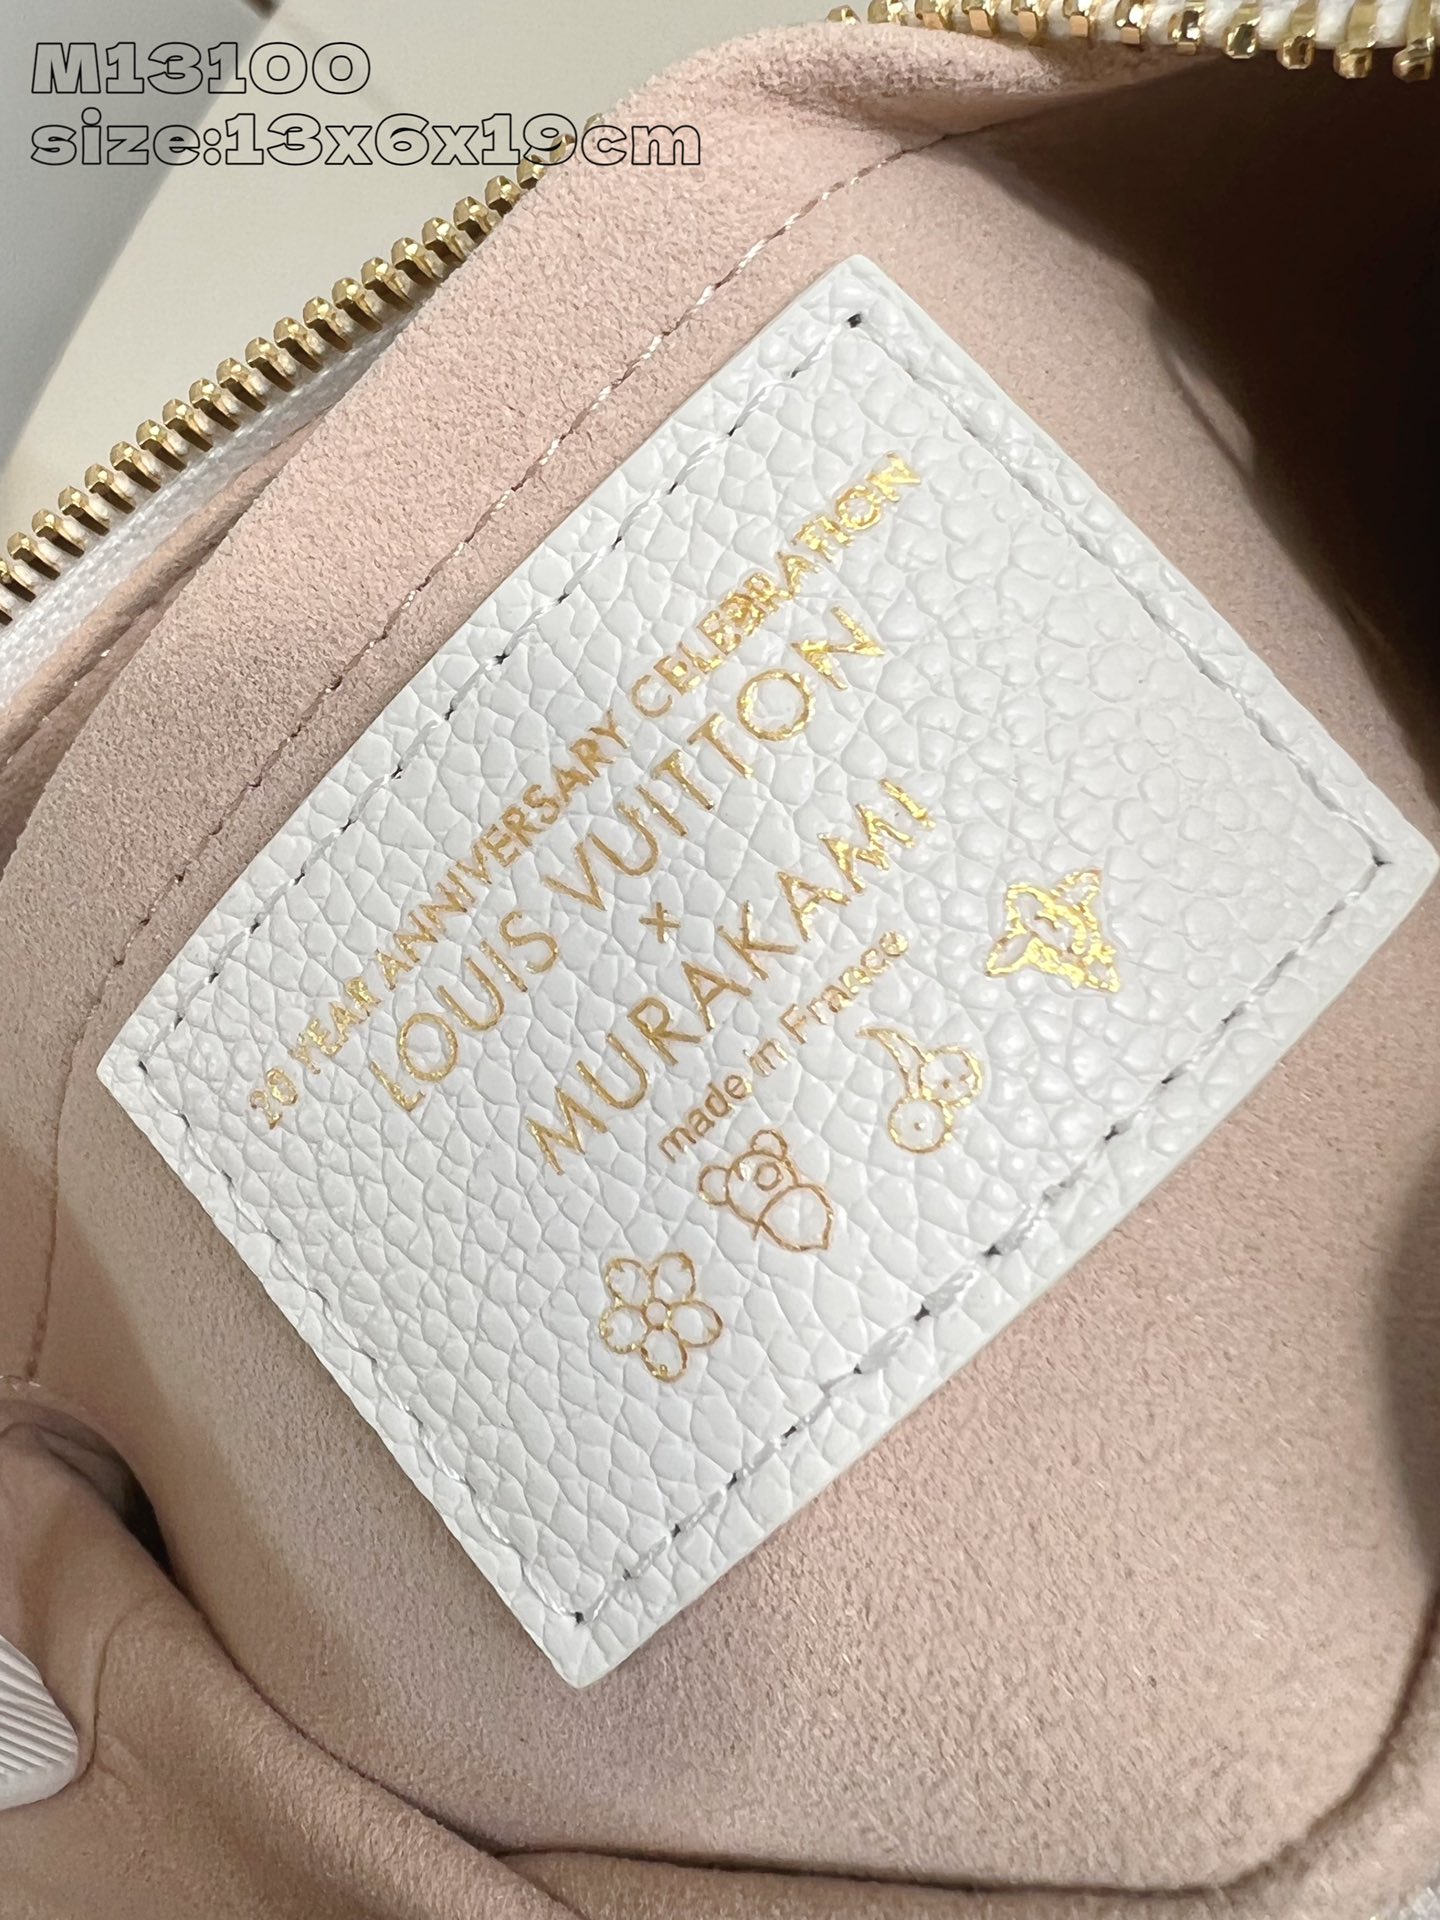 M13100
size:13x6x19cm
20 YEAR ANNIVERSARY CELEBRATION
LOUIS VUITTON
×
MURAKAMI
made in France